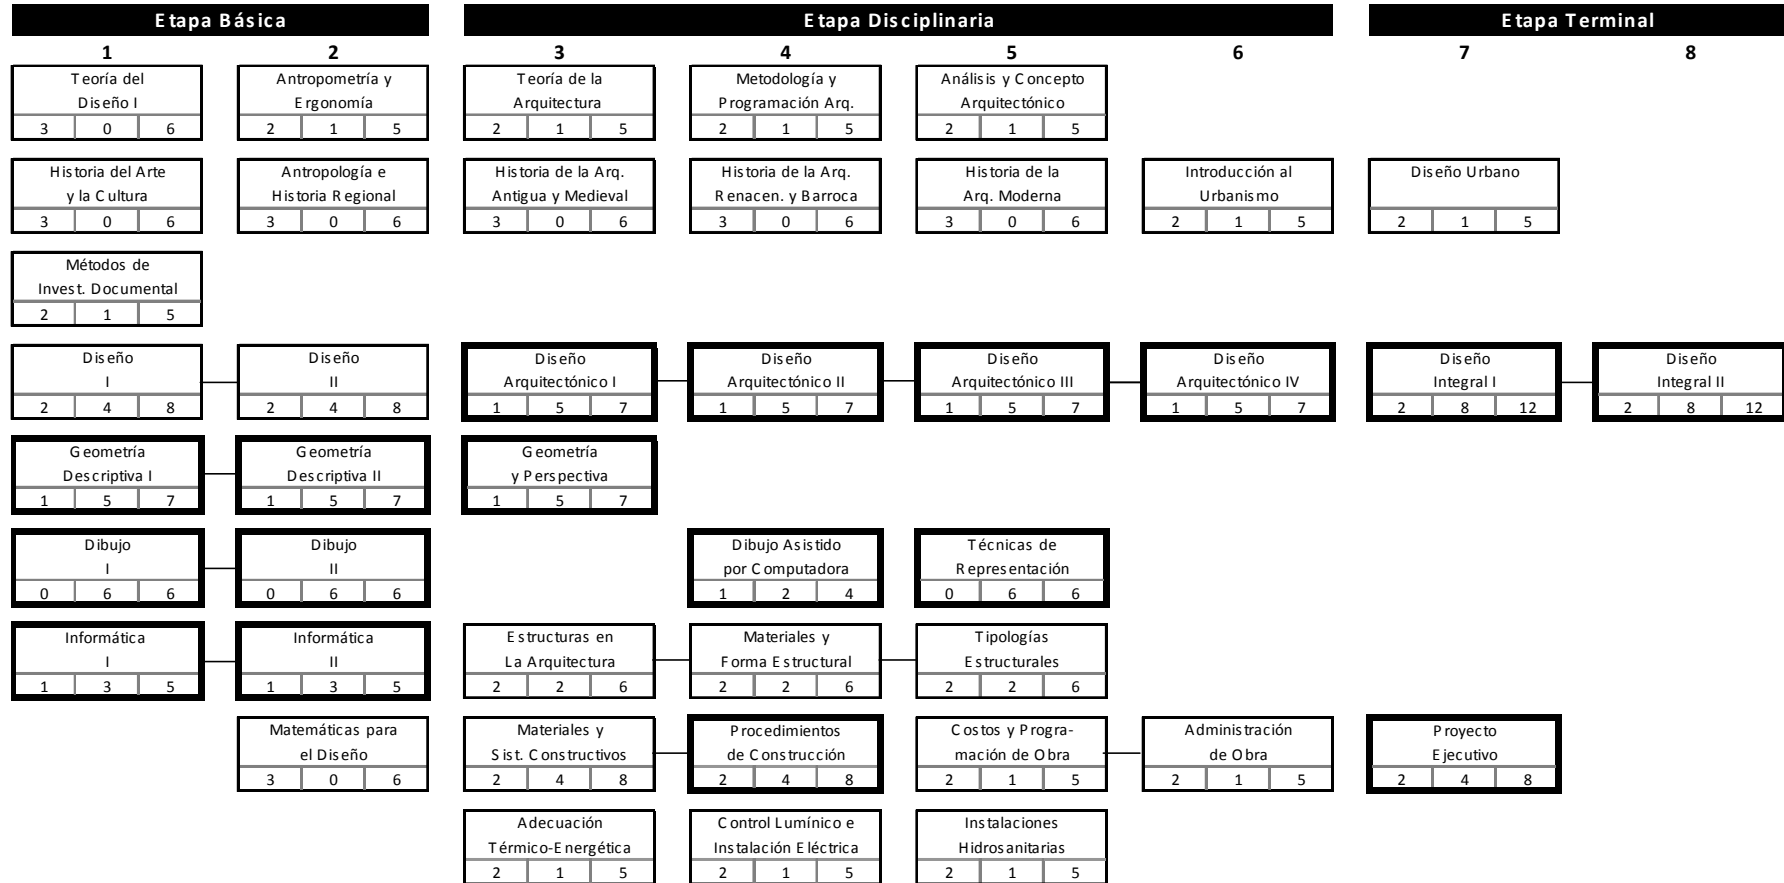 Etapa Básica
Etapa Disciplinaria
Etapa Terminal
1 2 3 4 5 6 7 8
Teoría del
Diseño I
3 0 6
Antropometría y
Ergonomía
2 1 5
Teoría de la
Arquitectura
2 1 5
Metodología y
Programación Arq.
2 1 5
Análisis y Concepto
Arquitectónico
2 1 5
Historia del Arte
y la Cultura
3 0 6
Antropología e
Historia Regional
3 0 6
Historia de la Arq.
Antigua y Medieval
3 0 6
Historia de la Arq.
Renacen. y Barroca
3 0 6
Historia de la
Arq. Moderna
3 0 6
Introducción al
Urbanismo
2 1 5
Diseño Urbano
2 1 5
Métodos de
Invest. Documental
2 1 5
Diseño
I
2 4 8
Diseño
II
2 4 8
Diseño
Arquitectónico I
1 5 7
Diseño
Arquitectónico II
1 5 7
Diseño
Arquitectónico III
1 5 7
Diseño
Arquitectónico IV
1 5 7
Diseño
Integral I
2 8 12
Diseño
Integral II
2 8 12
Geometría
Descriptiva I
1 5 7
Geometría
Descriptiva II
1 5 7
Geometría
y Perspectiva
1 5 7
Dibujo
I
0 6 6
Dibujo
II
0 6 6
Dibujo Asistido
por Computadora
1 2 4
Técnicas de
Representación
0 6 6
Informática
I
1 3 5
Informática
II
1 3 5
Estructuras en
La Arquitectura
2 2 6
Materiales y
Forma Estructural
2 2 6
Tipologías
Estructurales
2 2 6
Matemáticas para
el Diseño
3 0 6
Materiales y
Sist. Constructivos
2 4 8
Procedimientos
de Construcción
2 4 8
Costos y Progra-
mación de Obra
2 1 5
Administración
de Obra
2 1 5
Proyecto
Ejecutivo
2 4 8
Adecuación
Térmico-Energética
2 1 5
Control Lumínico e
Instalación Eléctrica
2 1 5
Instalaciones
Hidrosanitarias
2 1 5